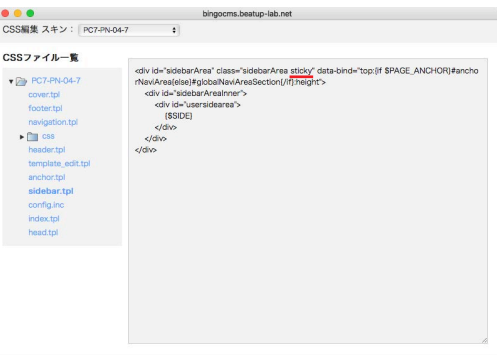 bingocms.beatup-lab.net
CSS編集 スキン： PC7-PN-04-7
CSSファイル一覧
PC7-PN-04-7
cover.tpl
footer.tpl
navigation.tpl
css
header.tpl
template_edit.tpl
anchor.tpl
sidebar.tpl
config.inc
index.tpl
head.tpl
<div id="sidebarArea" class="sidebarArea sticky" data-bind="top:{if $PAGE_ANCHOR}#ancho
rNaviArea{else}#globalNaviAreaSection{/if}:height">
<div id="sidebarAreaInner">
<div id="usersidearea">
{$SIDE}
</div>
</div>
</div>